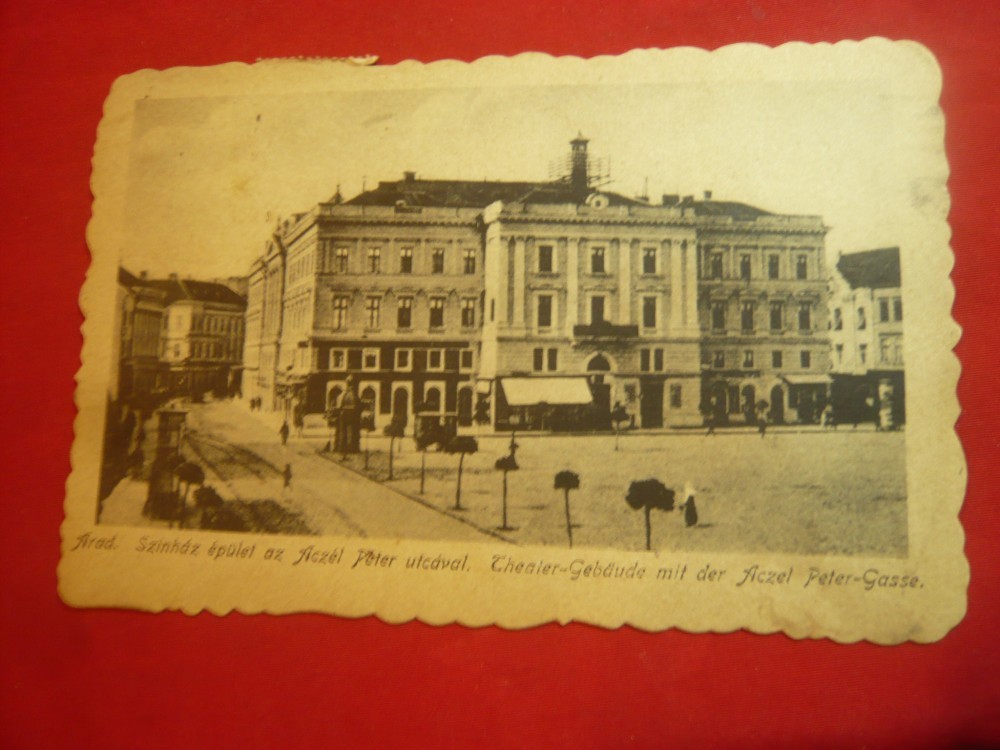 Arad. Szinház épület az Aczél Péter utcával. Theater-Gebäude mit der Aczel Peter-Gasse.